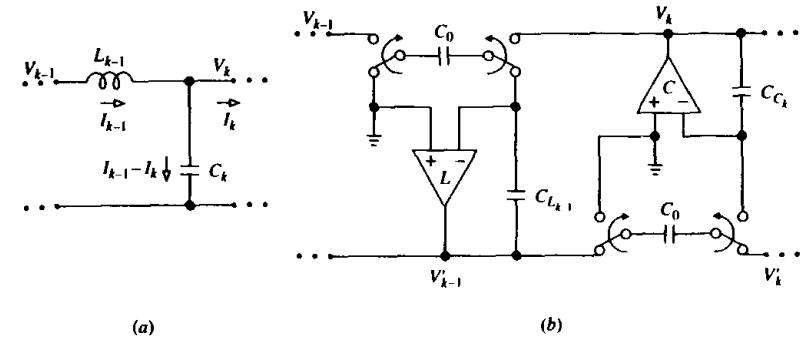 V_{k-1}
L_{k-1}
V_k
I_{k-1}
I_k
I_{k-1} – I_k
C_k
(a)
V_{k-1}
C_0
V_k
+
–
L
C_{L_{k-1}}
V'_{k-1}
+
–
C
C_{C_k}
C_0
V'_k
(b)